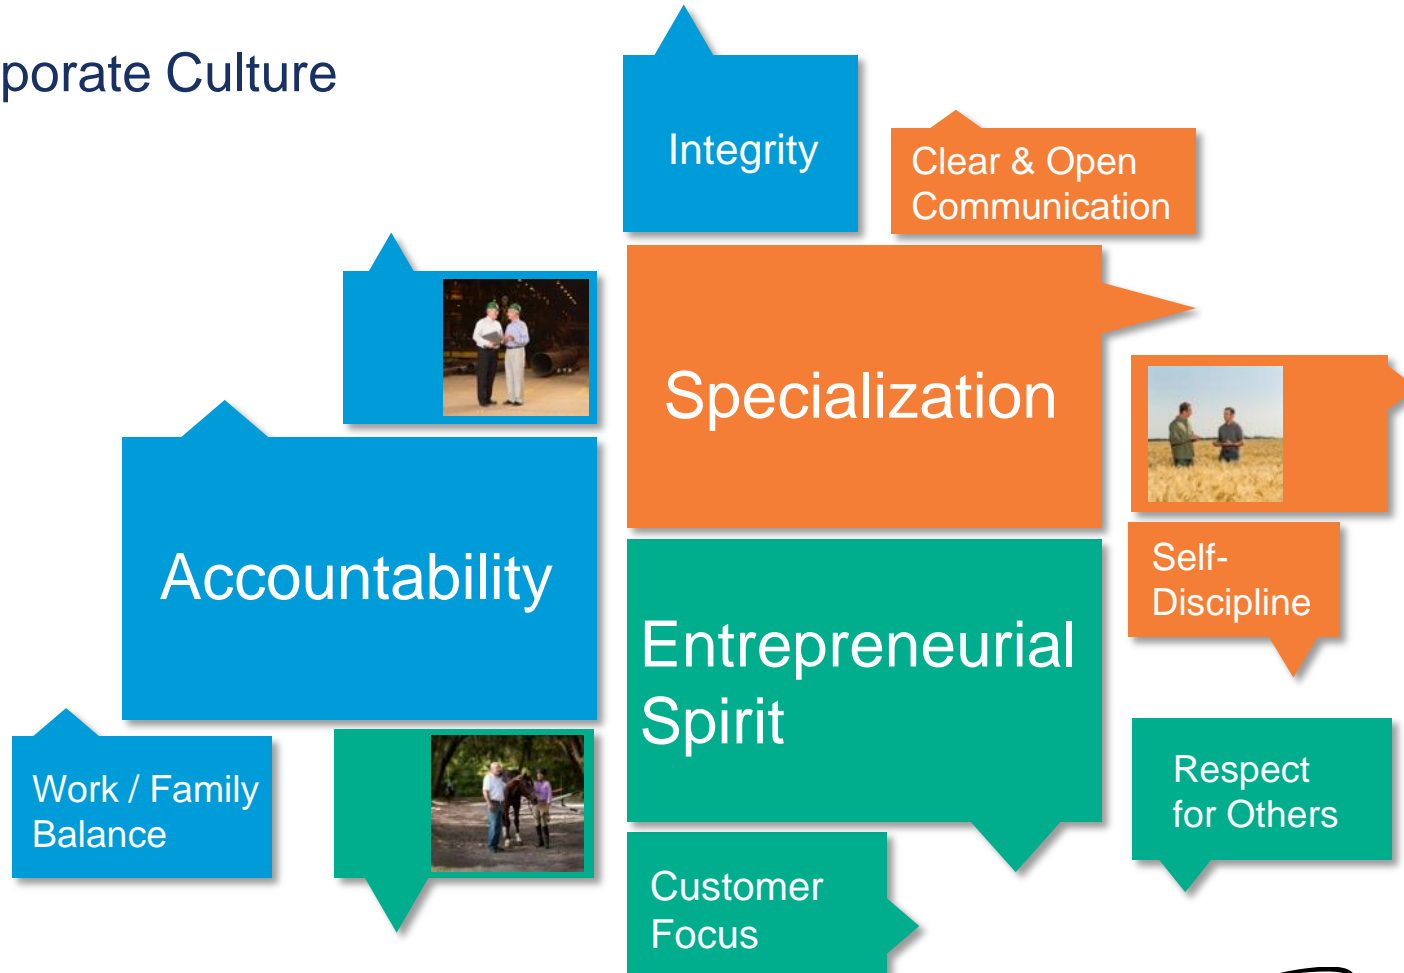 porate Culture
Integrity
Clear & Open
Communication
Specialization
Accountability
Self-
Discipline
Entrepreneurial
Spirit
Work / Family
Balance
Respect
for Others
Customer
Focus